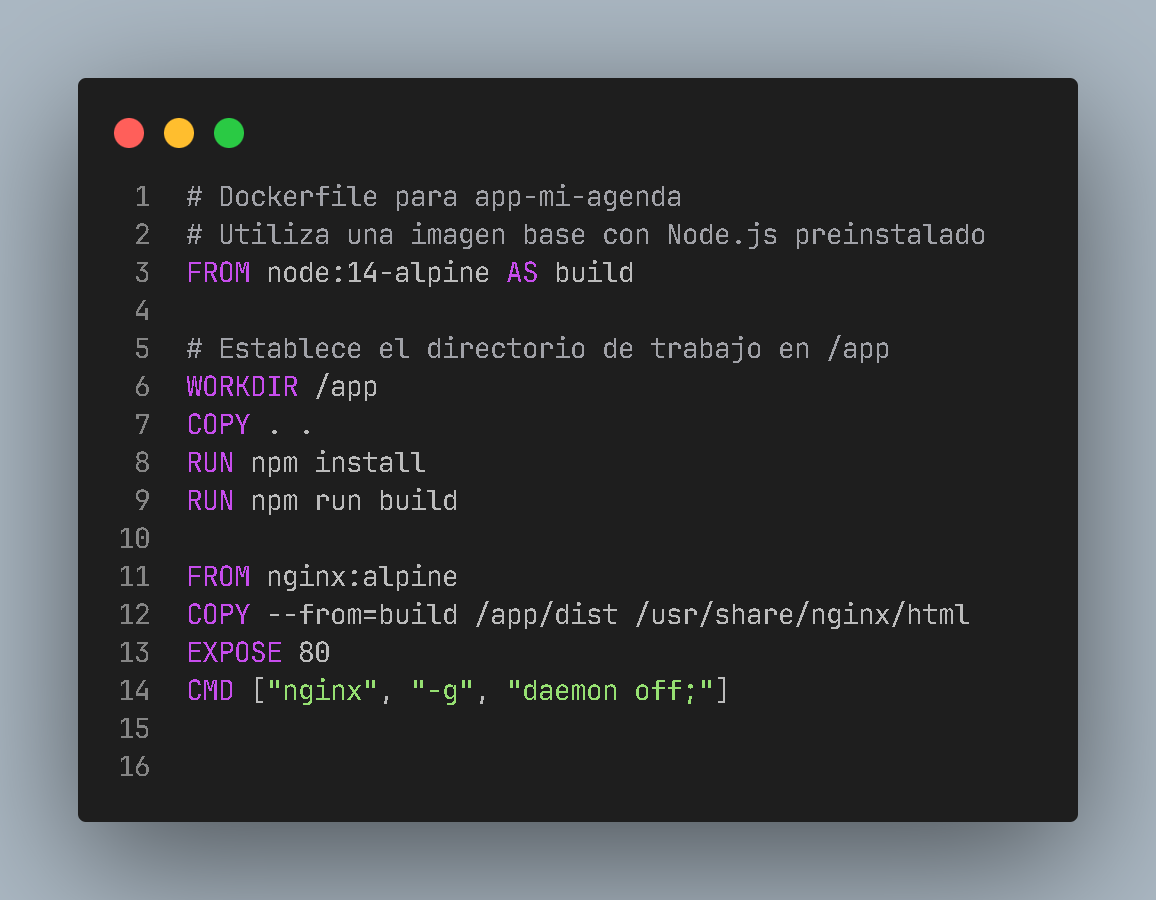 1 # Dockerfile para app-mi-agenda
2 # Utiliza una imagen base con Node.js preinstalado
3 FROM node:14-alpine AS build
4
5 # Establece el directorio de trabajo en /app
6 WORKDIR /app
7 COPY . .
8 RUN npm install
9 RUN npm run build
10
11 FROM nginx:alpine
12 COPY --from=build /app/dist /usr/share/nginx/html
13 EXPOSE 80
14 CMD ["nginx", "-g", "daemon off;"]
15
16